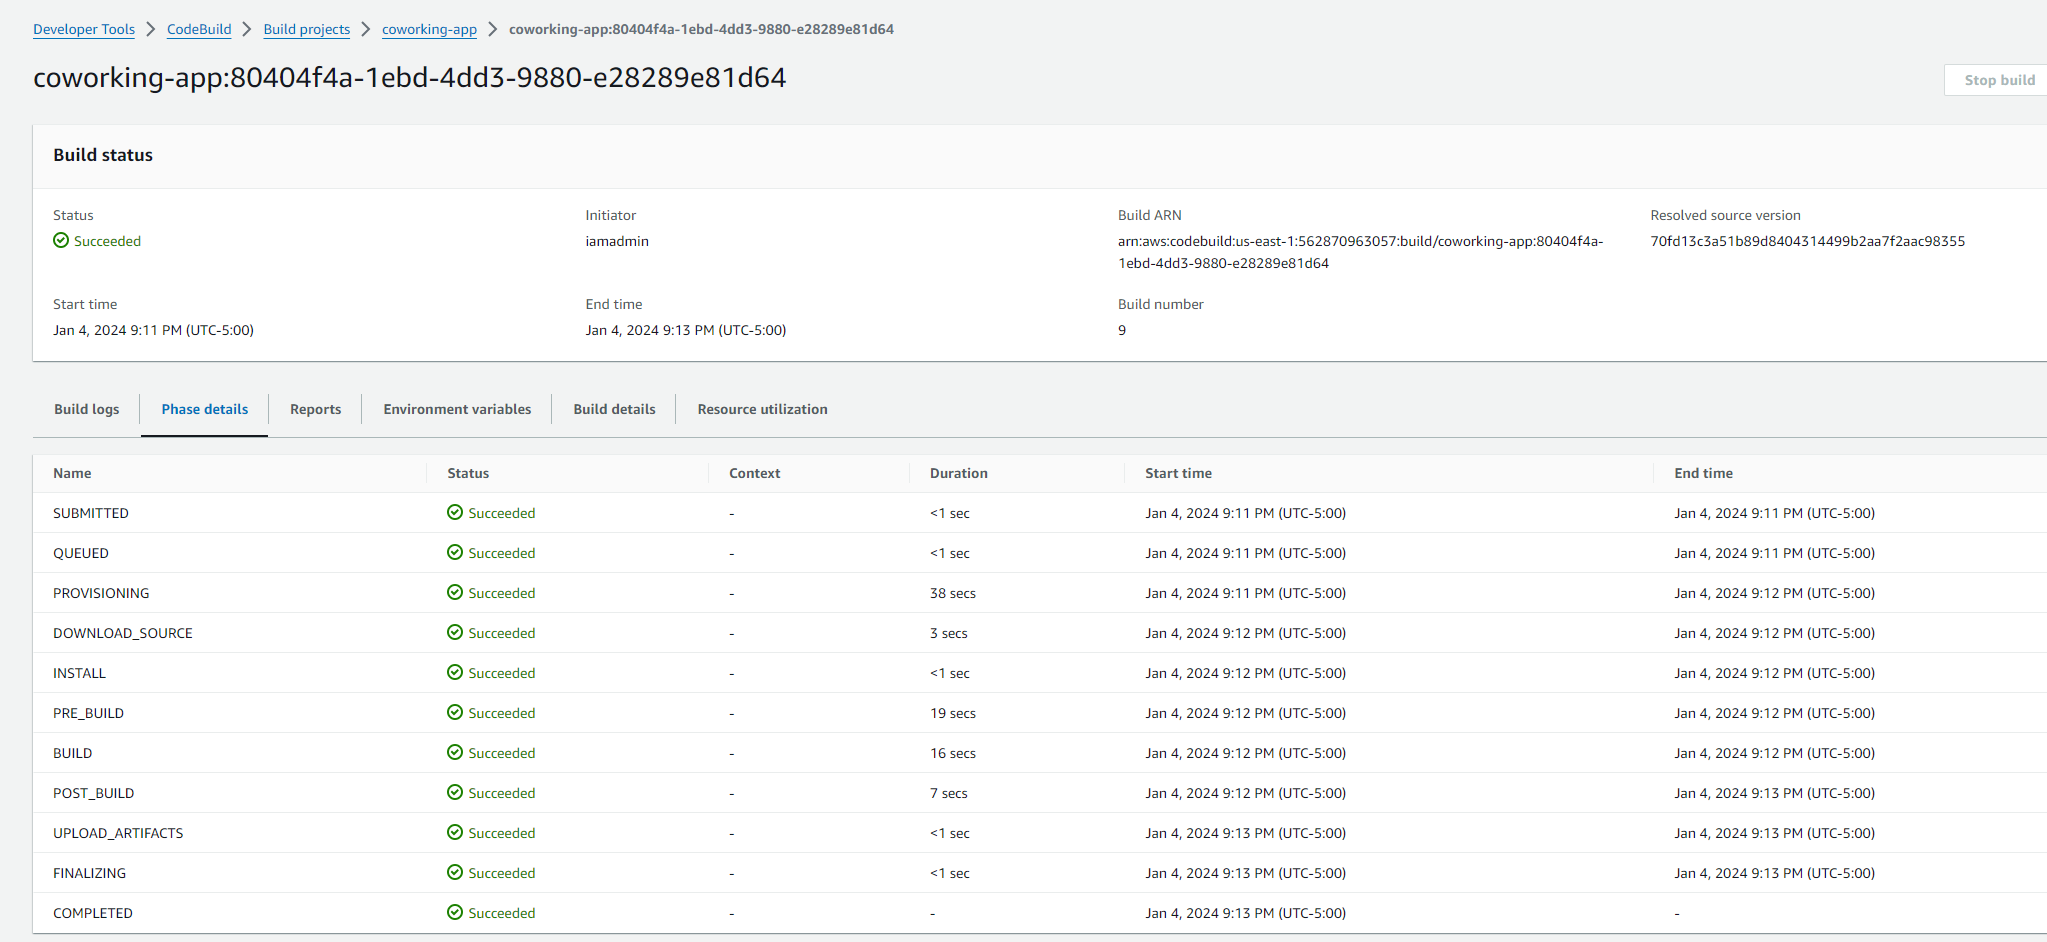 Developer Tools > CodeBuild > Build projects > coworking-app > coworking-app:80404f4a-1ebd-4dd3-9880-e28289e81d64
coworking-app:80404f4a-1ebd-4dd3-9880-e28289e81d64
Stop build
Build status
Status
Succeeded
Initiator
iamadmin
Build ARN
arn:aws:codebuild:us-east-1:562870963057:build/coworking-app:80404f4a-
1ebd-4dd3-9880-e28289e81d64
Resolved source version
70fd13c3a51b89d8404314499b2aa7f2aac98355
Start time
Jan 4, 2024 9:11 PM (UTC-5:00)
End time
Jan 4, 2024 9:13 PM (UTC-5:00)
Build number
9
Build logs Phase details Reports Environment variables Build details Resource utilization
Name Status Context Duration Start time End time
SUBMITTED Succeeded - <1 sec Jan 4, 2024 9:11 PM (UTC-5:00) Jan 4, 2024 9:11 PM (UTC-5:00)
QUEUED Succeeded - <1 sec Jan 4, 2024 9:11 PM (UTC-5:00) Jan 4, 2024 9:11 PM (UTC-5:00)
PROVISIONING Succeeded - 38 secs Jan 4, 2024 9:11 PM (UTC-5:00) Jan 4, 2024 9:12 PM (UTC-5:00)
DOWNLOAD_SOURCE Succeeded - 3 secs Jan 4, 2024 9:12 PM (UTC-5:00) Jan 4, 2024 9:12 PM (UTC-5:00)
INSTALL Succeeded - <1 sec Jan 4, 2024 9:12 PM (UTC-5:00) Jan 4, 2024 9:12 PM (UTC-5:00)
PRE_BUILD Succeeded - 19 secs Jan 4, 2024 9:12 PM (UTC-5:00) Jan 4, 2024 9:12 PM (UTC-5:00)
BUILD Succeeded - 16 secs Jan 4, 2024 9:12 PM (UTC-5:00) Jan 4, 2024 9:12 PM (UTC-5:00)
POST_BUILD Succeeded - 7 secs Jan 4, 2024 9:12 PM (UTC-5:00) Jan 4, 2024 9:13 PM (UTC-5:00)
UPLOAD_ARTIFACTS Succeeded - <1 sec Jan 4, 2024 9:13 PM (UTC-5:00) Jan 4, 2024 9:13 PM (UTC-5:00)
FINALIZING Succeeded - <1 sec Jan 4, 2024 9:13 PM (UTC-5:00) Jan 4, 2024 9:13 PM (UTC-5:00)
COMPLETED Succeeded - - Jan 4, 2024 9:13 PM (UTC-5:00) -